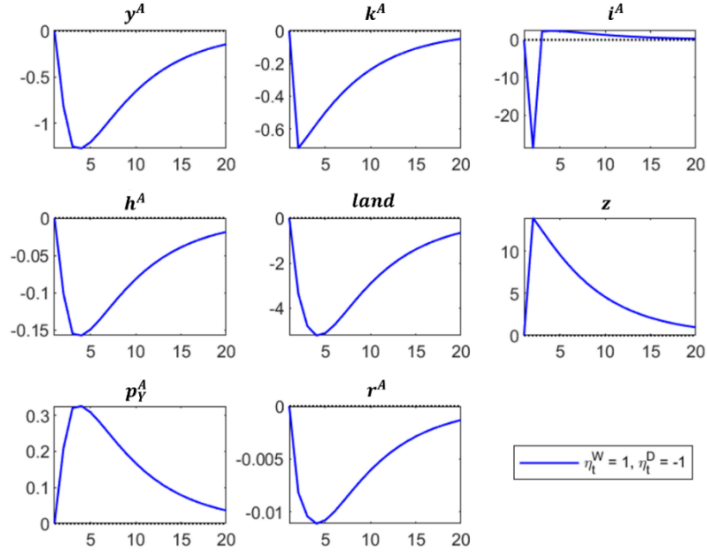 y^A k^A i^A
0 -0.5 -1 5 10 15 20
0 -0.2 -0.4 -0.6 5 10 15 20
0 -10 -20 5 10 15 20
h^A land z
0 -0.05 -0.1 -0.15 5 10 15 20
0 -2 -4 5 10 15 20
10 5 0 5 10 15 20
p_Y^A r^A
0.3 0.2 0.1 0 5 10 15 20
0 -0.005 -0.01 5 10 15 20
η_t^W = 1, η_t^D = -1